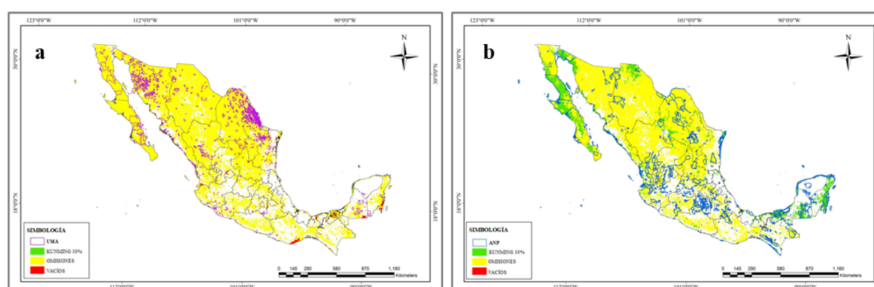 123°0'0"W 112°0'0"W 101°0'0"W 90°0'0"W
a
N
SIMBOLOGÍA
UMA
KUNMING
OMISIONES
VACÍOS
0 145 290 580 870 1,160
Kilometers
123°0'0"W 112°0'0"W 101°0'0"W 90°0'0"W
b
N
SIMBOLOGÍA
ANP
KUNMING
OMISIONES
VACÍOS
0 145 290 580 870 1,160
Kilometers